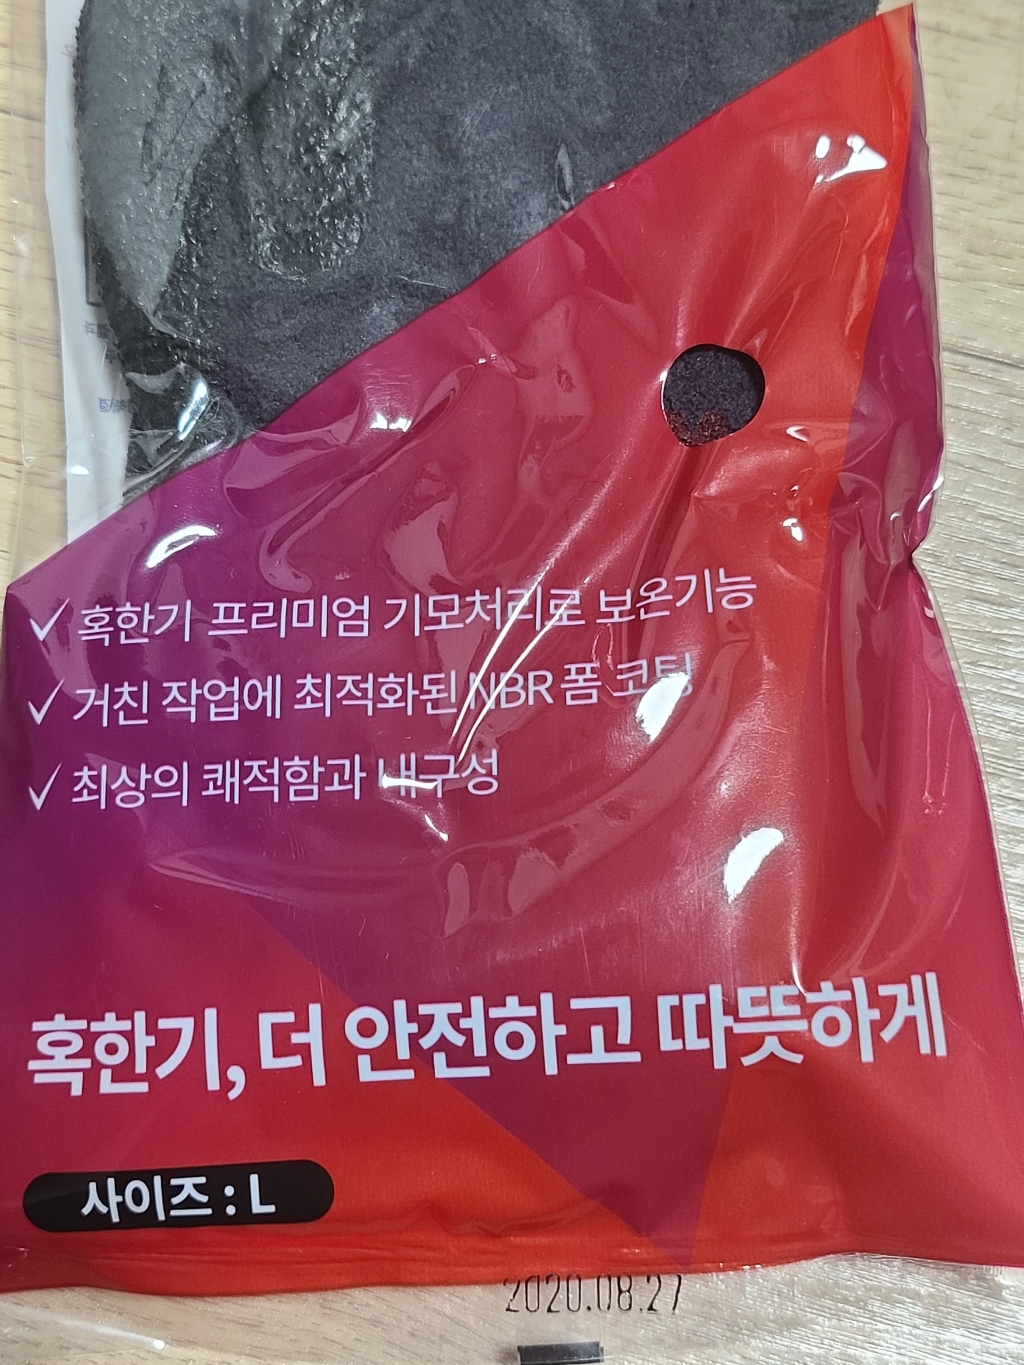 ✓ 혹한기 프리미엄 기모처리로 보온기능
✓ 거친 작업에 최적화된 NBR 폼 코팅
✓ 최상의 쾌적함과 내구성
혹한기, 더 안전하고 따뜻하게
사이즈 : L
2020.08.27